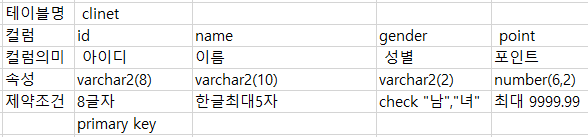 테이블명 clinet
컬럼 id name gender point
컬럼의미 아이디 이름 성별 포인트
속성 varchar2(8) varchar2(10) varchar2(2) number(6,2)
제약조건 8글자 한글최대5자 check "남","녀" 최대 9999.99
primary key